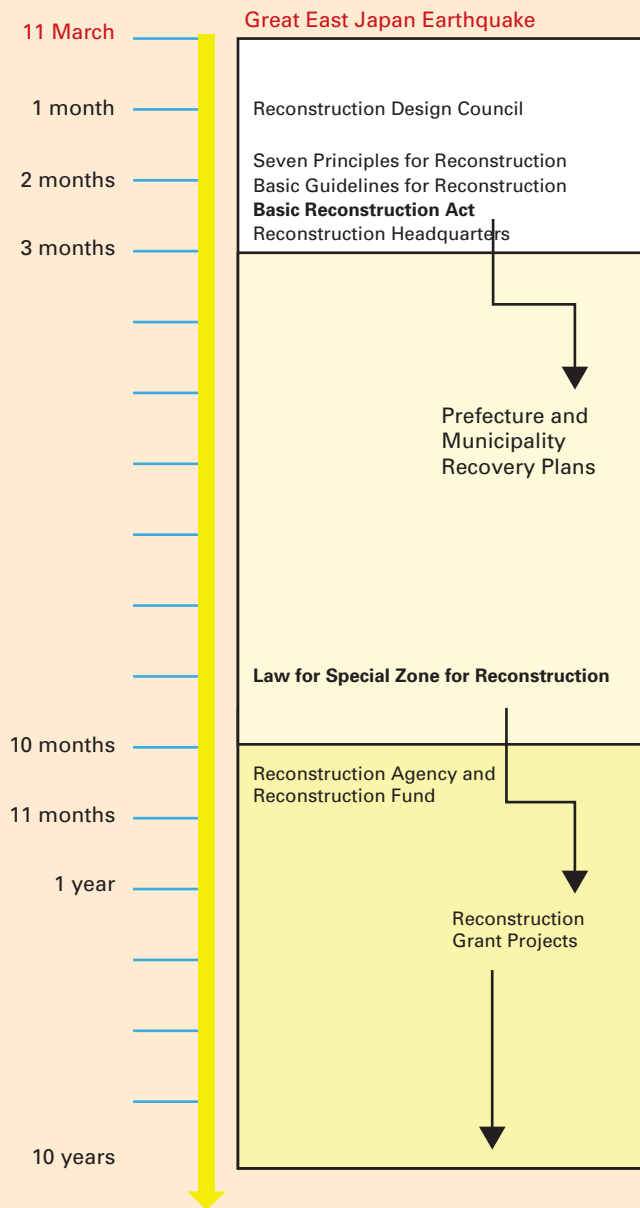 Great East Japan Earthquake
11 March
1 month
Reconstruction Design Council
Seven Principles for Reconstruction
2 months
Basic Guidelines for Reconstruction
Basic Reconstruction Act
Reconstruction Headquarters
3 months
Prefecture and
Municipality
Recovery Plans
Law for Special Zone for Reconstruction
10 months
Reconstruction Agency and
Reconstruction Fund
11 months
1 year
Reconstruction
Grant Projects
10 years